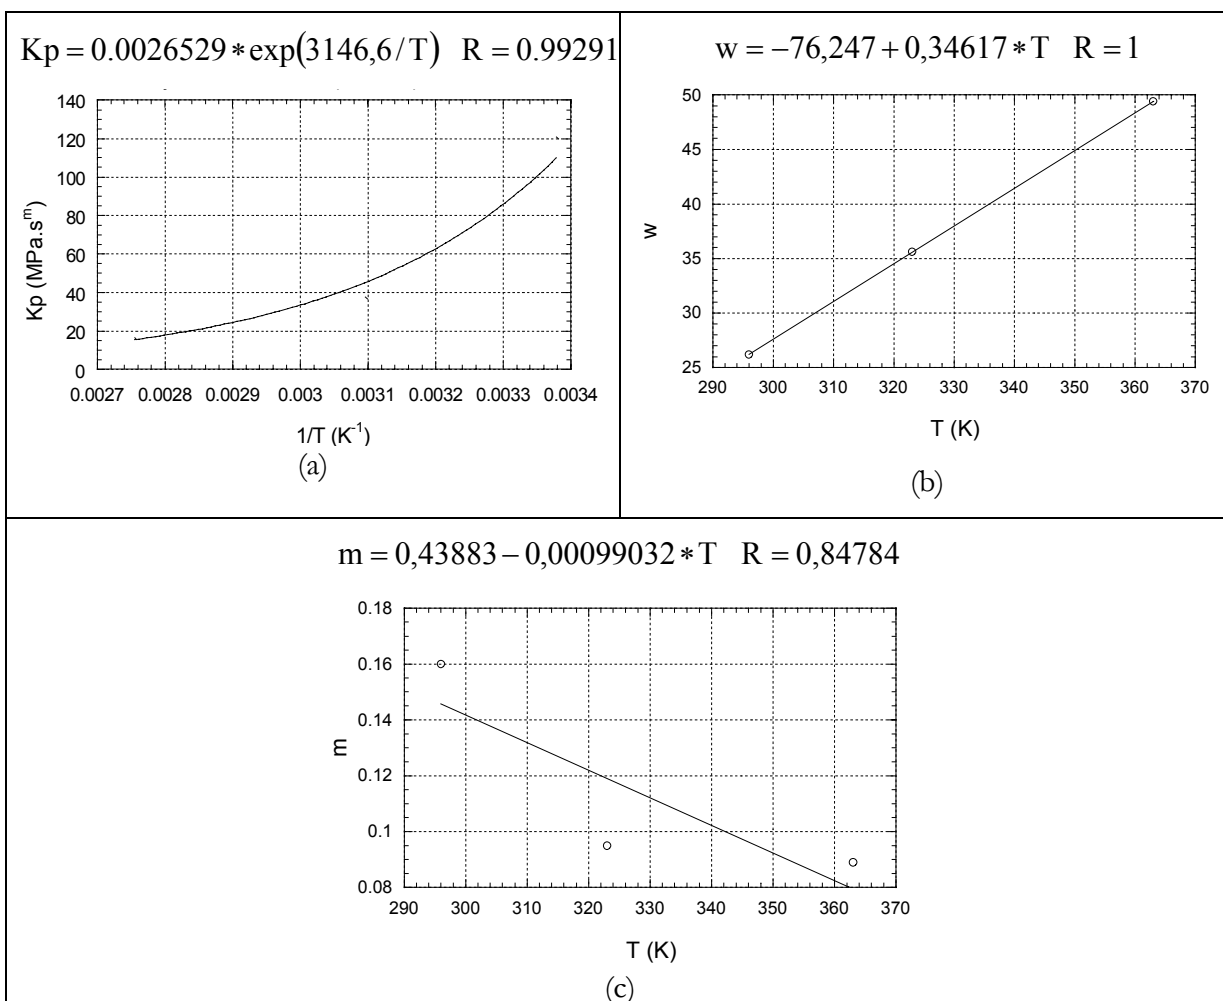 Kp = 0.0026529 * exp(3146,6/T) R = 0.99291
140
120
100
80
60
40
20
0
Kp (MPa.s^m)
0.0027 0.0028 0.0029 0.003 0.0031 0.0032 0.0033 0.0034
1/T (K^-1)
(a)
w = −76,247 + 0,34617 * T R = 1
50
45
40
35
30
25
w
290 300 310 320 330 340 350 360 370
T (K)
(b)
m = 0,43883 − 0,00099032 * T R = 0,84784
0.18
0.16
0.14
0.12
0.1
0.08
m
290 300 310 320 330 340 350 360 370
T (K)
(c)